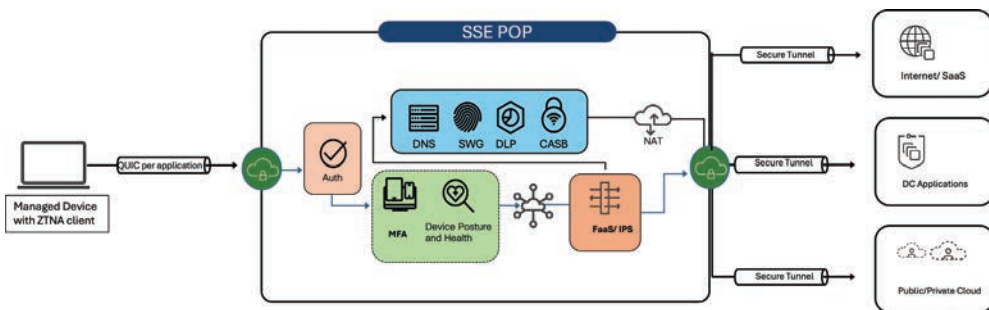 SSE POP
Secure Tunnel
Internet/ SaaS
DNS
SWG
DLP
CASB
NAT
QUIC per application
Auth
Secure Tunnel
DC Applications
Managed Device
with ZTNA client
MFA
Device Posture
and Health
FaaS/ IPS
Secure Tunnel
Public/Private Cloud